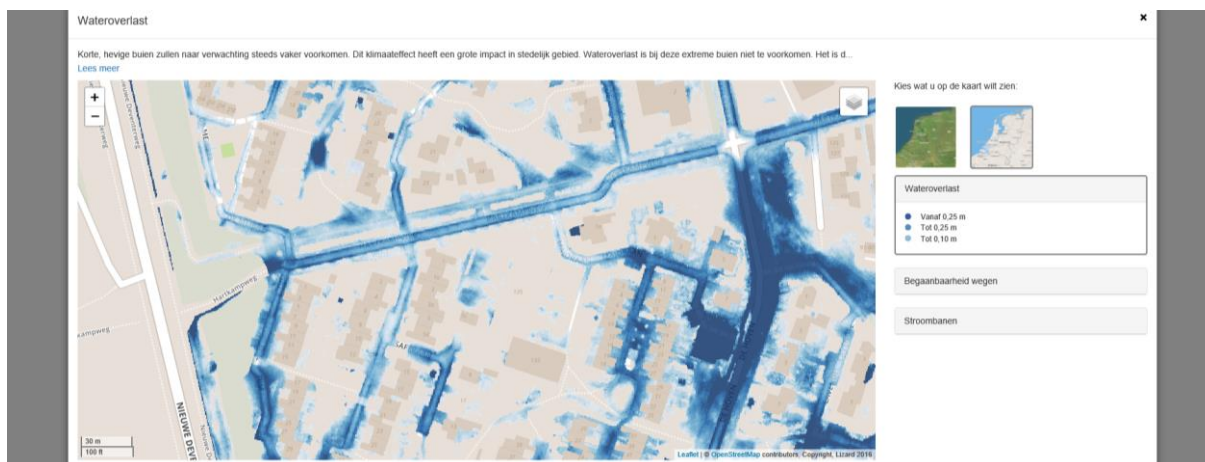 Wateroverlast
×
Korte, hevige buien zullen naar verwachting steeds vaker voorkomen. Dit klimaateffect heeft een grote impact in stedelijk gebied. Wateroverlast is bij deze extreme buien niet te voorkomen. Het is d...
Lees meer
+
−
Hartkampweg
kampweg
NIEUWE DEVE
30 m
100 ft
Leaflet | © OpenStreetMap contributors, Copyright, Lizard 2016
Kies wat u op de kaart wilt zien:
Wateroverlast
Vanaf 0,25 m
Tot 0,25 m
Tot 0,10 m
Begaanbaarheid wegen
Stroombanen